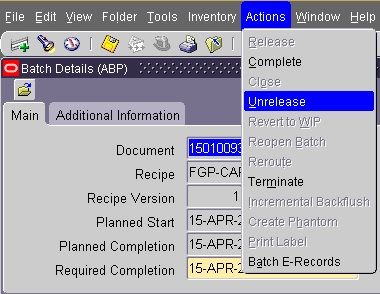 File Edit View Folder Tools Inventory Actions Window Help
Release
Complete
Close
Unrelease
Revert to WIP
Reopen Batch
Reroute
Terminate
Incremental Backflush
Create Phantom
Print Label
Batch E-Records
Batch Details (ABP)
Main Additional Information
Document 15010093
Recipe FGP-CAP
Recipe Version 1
Planned Start 15-APR-2
Planned Completion 15-APR-2
Required Completion 15-APR-2